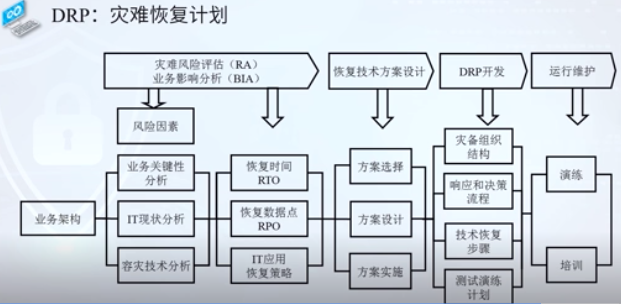 DRP：灾难恢复计划
灾难风险评估（RA）
业务影响分析（BIA）
恢复技术方案设计
DRP开发
运行维护
风险因素
业务架构
业务关键性
分析
IT现状分析
容灾技术分析
恢复时间
RTO
恢复数据点
RPO
IT应用
恢复策略
方案选择
方案设计
方案实施
灾备组织
结构
响应和决策
流程
技术恢复
步骤
测试演练
计划
演练
培训